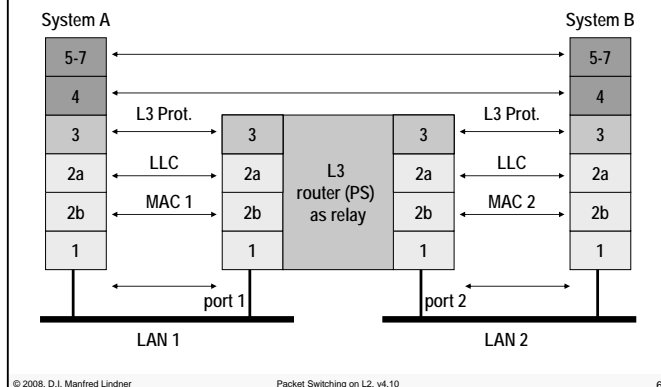 System A System B
5-7 5-7
4 4
L3 Prot. L3 Prot.
3 3 3 3
LLC LLC
2a 2a L3 2a 2a
router (PS)
MAC 1 MAC 2
2b 2b as relay 2b 2b
1 1 1 1
port 1 port 2
LAN 1 LAN 2
© 2008, D.I. Manfred Lindner Packet Switching on L2, v4.10 6